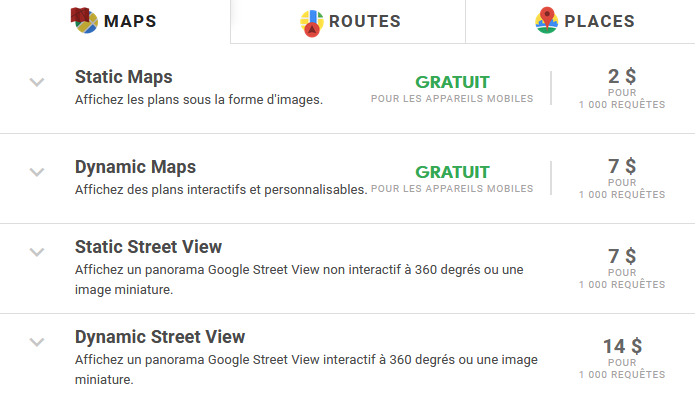 MAPS
ROUTES
PLACES
Static Maps
Affichez les plans sous la forme d'images.
GRATUIT
POUR LES APPAREILS MOBILES
2 $
POUR
1 000 REQUÊTES
Dynamic Maps
Affichez des plans interactifs et personnalisables.
GRATUIT
POUR LES APPAREILS MOBILES
7 $
POUR
1 000 REQUÊTES
Static Street View
Affichez un panorama Google Street View non interactif à 360 degrés ou une
image miniature.
7 $
POUR
1 000 REQUÊTES
Dynamic Street View
Affichez un panorama Google Street View interactif à 360 degrés ou une image
miniature.
14 $
POUR
1 000 REQUÊTES